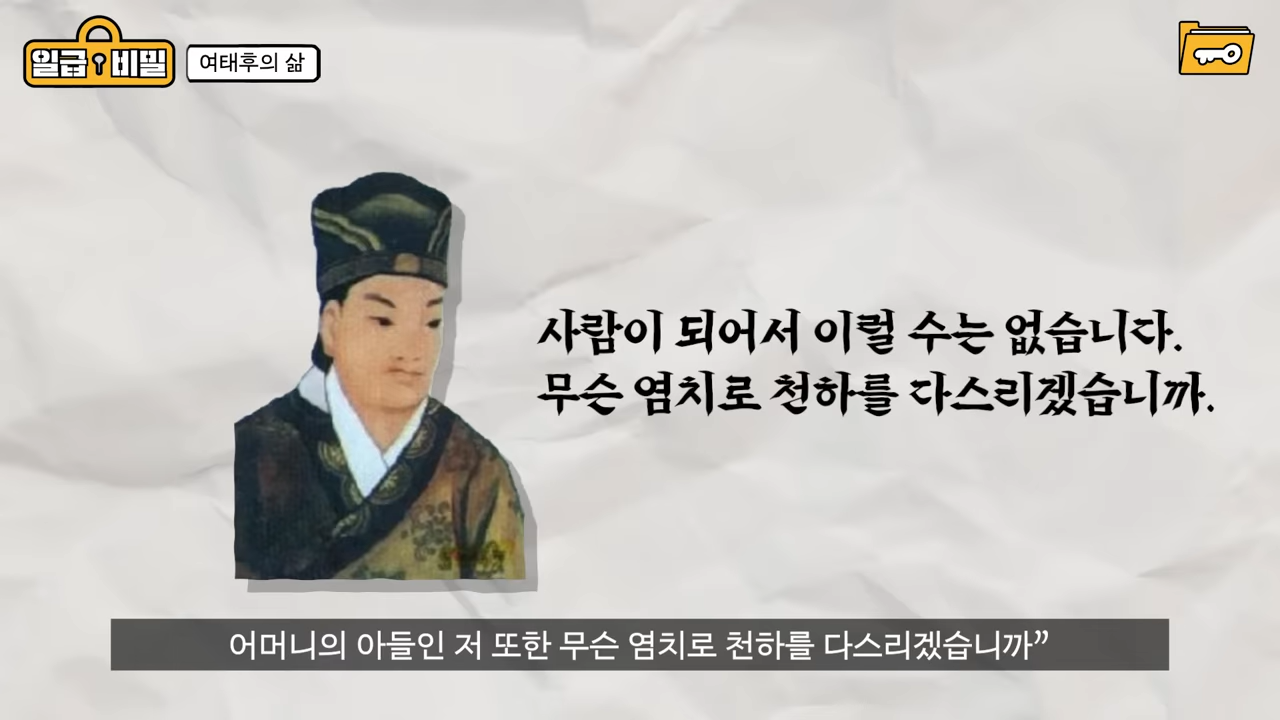 일급비밀
여태후의 삶
사람이 되어서 이럴 수는 없습니다.
무슨 염치로 천하를 다스리겠습니까.
어머니의 아들인 저 또한 무슨 염치로 천하를 다스리겠습니까”